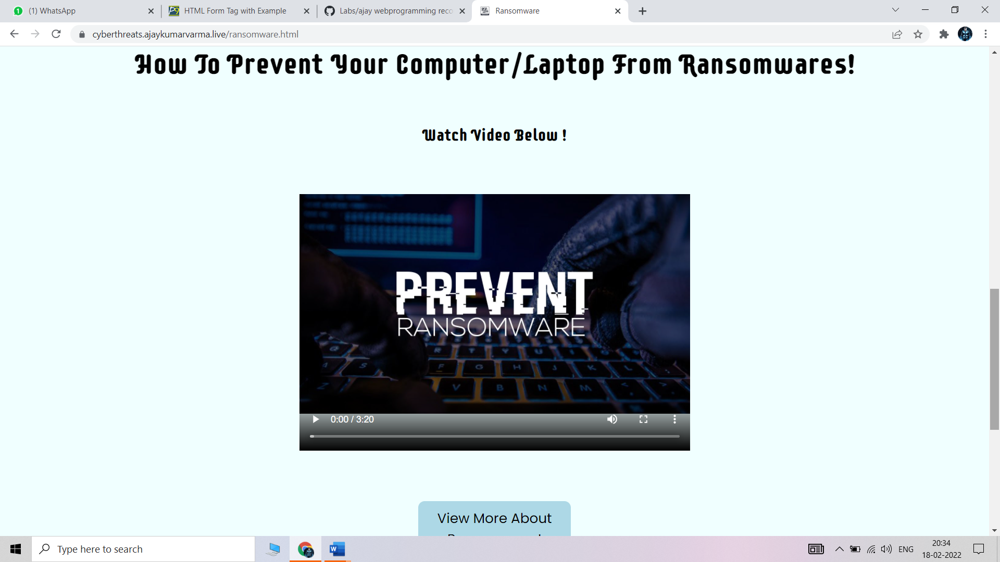 (1) WhatsApp
HTML Form Tag with Example
Labs/ajay webprogramming reco
Ransomware
cyberthreats.ajaykumarvarma.live/ransomware.html
How To Prevent Your Computer/Laptop From Ransomwares!
Watch Video Below !
PREVENT
RANSOMWARE
Q R T Y U
A S F G H J K L ;
Z V B N M < >
0:00 / 3:20
View More About
Type here to search
ENG
20:34
18-02-2022